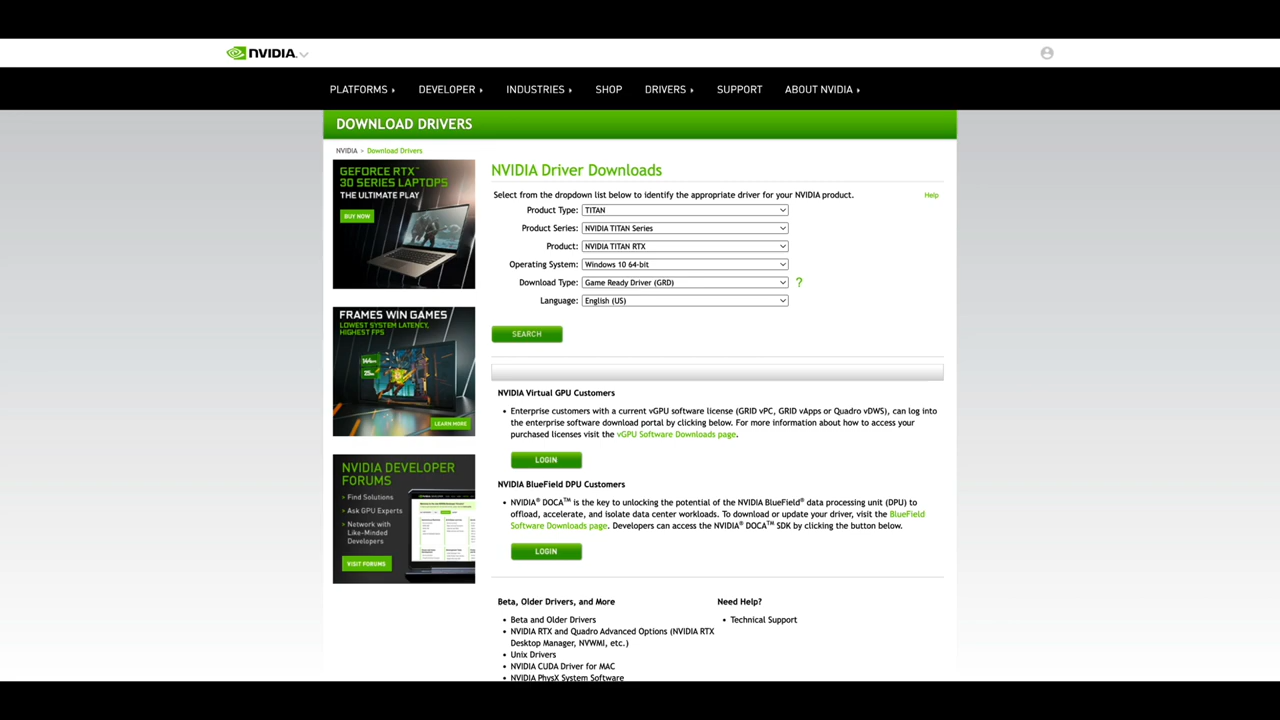 NVIDIA.
PLATFORMS DEVELOPER INDUSTRIES SHOP DRIVERS SUPPORT ABOUT NVIDIA
DOWNLOAD DRIVERS
NVIDIA > Download Drivers
GEFORCE RTX™
30 SERIES LAPTOPS
THE ULTIMATE PLAY
BUY NOW
FRAMES WIN GAMES
LOWEST SYSTEM LATENCY,
HIGHEST FPS
LEARN MORE
NVIDIA DEVELOPER
FORUMS
> Find Solutions
> Ask GPU Experts
> Network with
Like-Minded
Developers
VISIT FORUMS
NVIDIA Driver Downloads
Select from the dropdown list below to identify the appropriate driver for your NVIDIA product. Help
Product Type: TITAN
Product Series: NVIDIA TITAN Series
Product: NVIDIA TITAN RTX
Operating System: Windows 10 64-bit
Download Type: Game Ready Driver (GRD) ?
Language: English (US)
SEARCH
NVIDIA Virtual GPU Customers
• Enterprise customers with a current vGPU software license (GRID vPC, GRID vApps or Quadro vDWS), can log into
the enterprise software download portal by clicking below. For more information about how to access your
purchased licenses visit the vGPU Software Downloads page.
LOGIN
NVIDIA BlueField DPU Customers
• NVIDIA® DOCA™ is the key to unlocking the potential of the NVIDIA BlueField® data processing unit (DPU) to
offload, accelerate, and isolate data center workloads. To download or update your driver, visit the BlueField
Software Downloads page. Developers can access the NVIDIA® DOCA™ SDK by clicking the button below.
LOGIN
Beta, Older Drivers, and More
• Beta and Older Drivers
• NVIDIA RTX and Quadro Advanced Options (NVIDIA RTX
Desktop Manager, NVWMI, etc.)
• Unix Drivers
• NVIDIA CUDA Driver for MAC
• NVIDIA PhysX System Software
Need Help?
• Technical Support